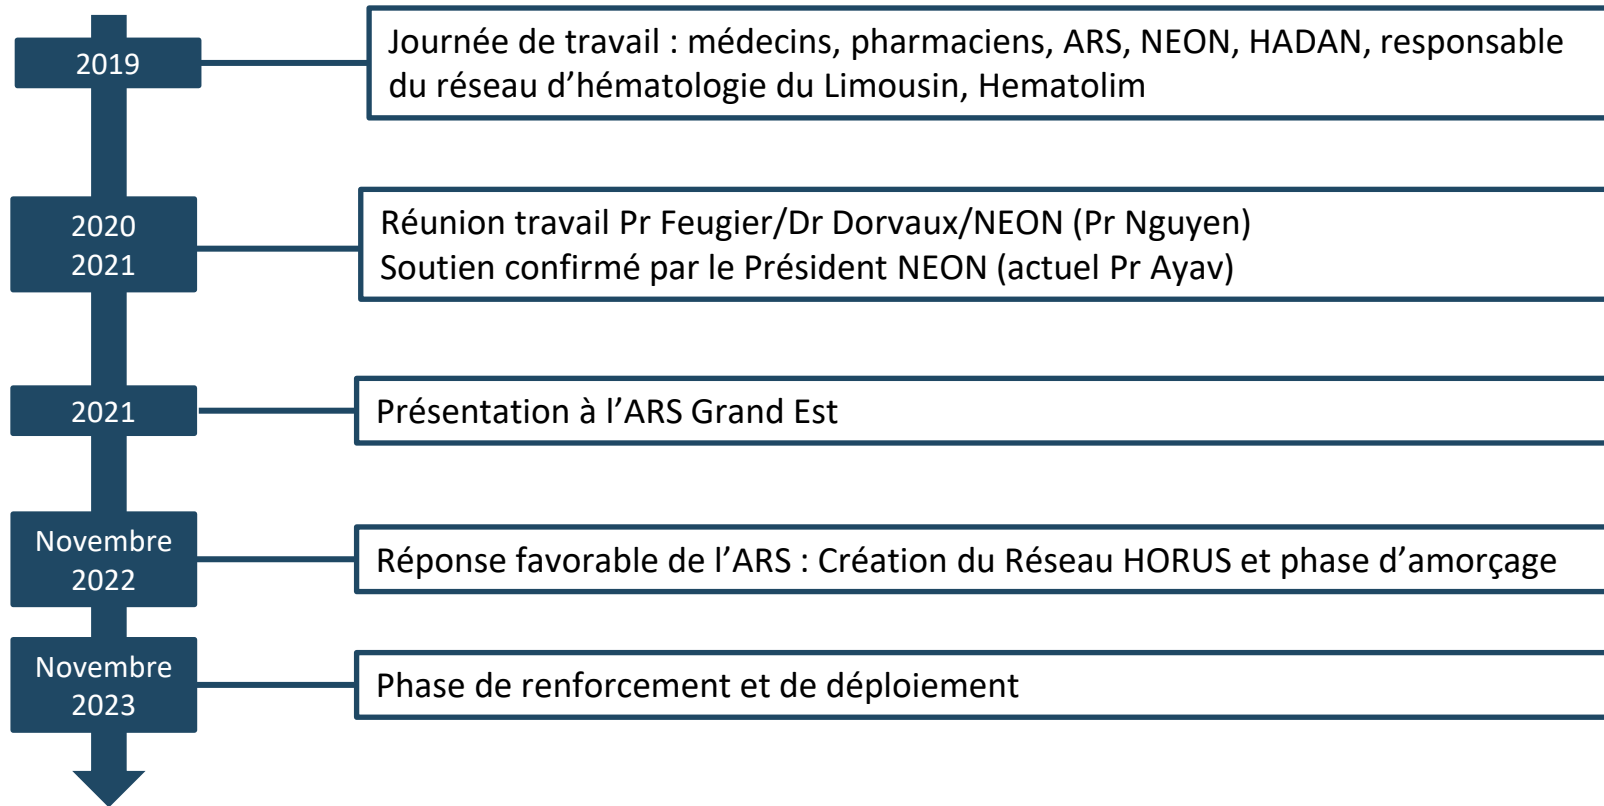 2019
Journée de travail : médecins, pharmaciens, ARS, NEON, HADAN, responsable
du réseau d’hématologie du Limousin, Hematolim
2020
2021
Réunion travail Pr Feugier/Dr Dorvaux/NEON (Pr Nguyen)
Soutien confirmé par le Président NEON (actuel Pr Ayav)
2021
Présentation à l’ARS Grand Est
Novembre
2022
Réponse favorable de l’ARS : Création du Réseau HORUS et phase d’amorçage
Novembre
2023
Phase de renforcement et de déploiement